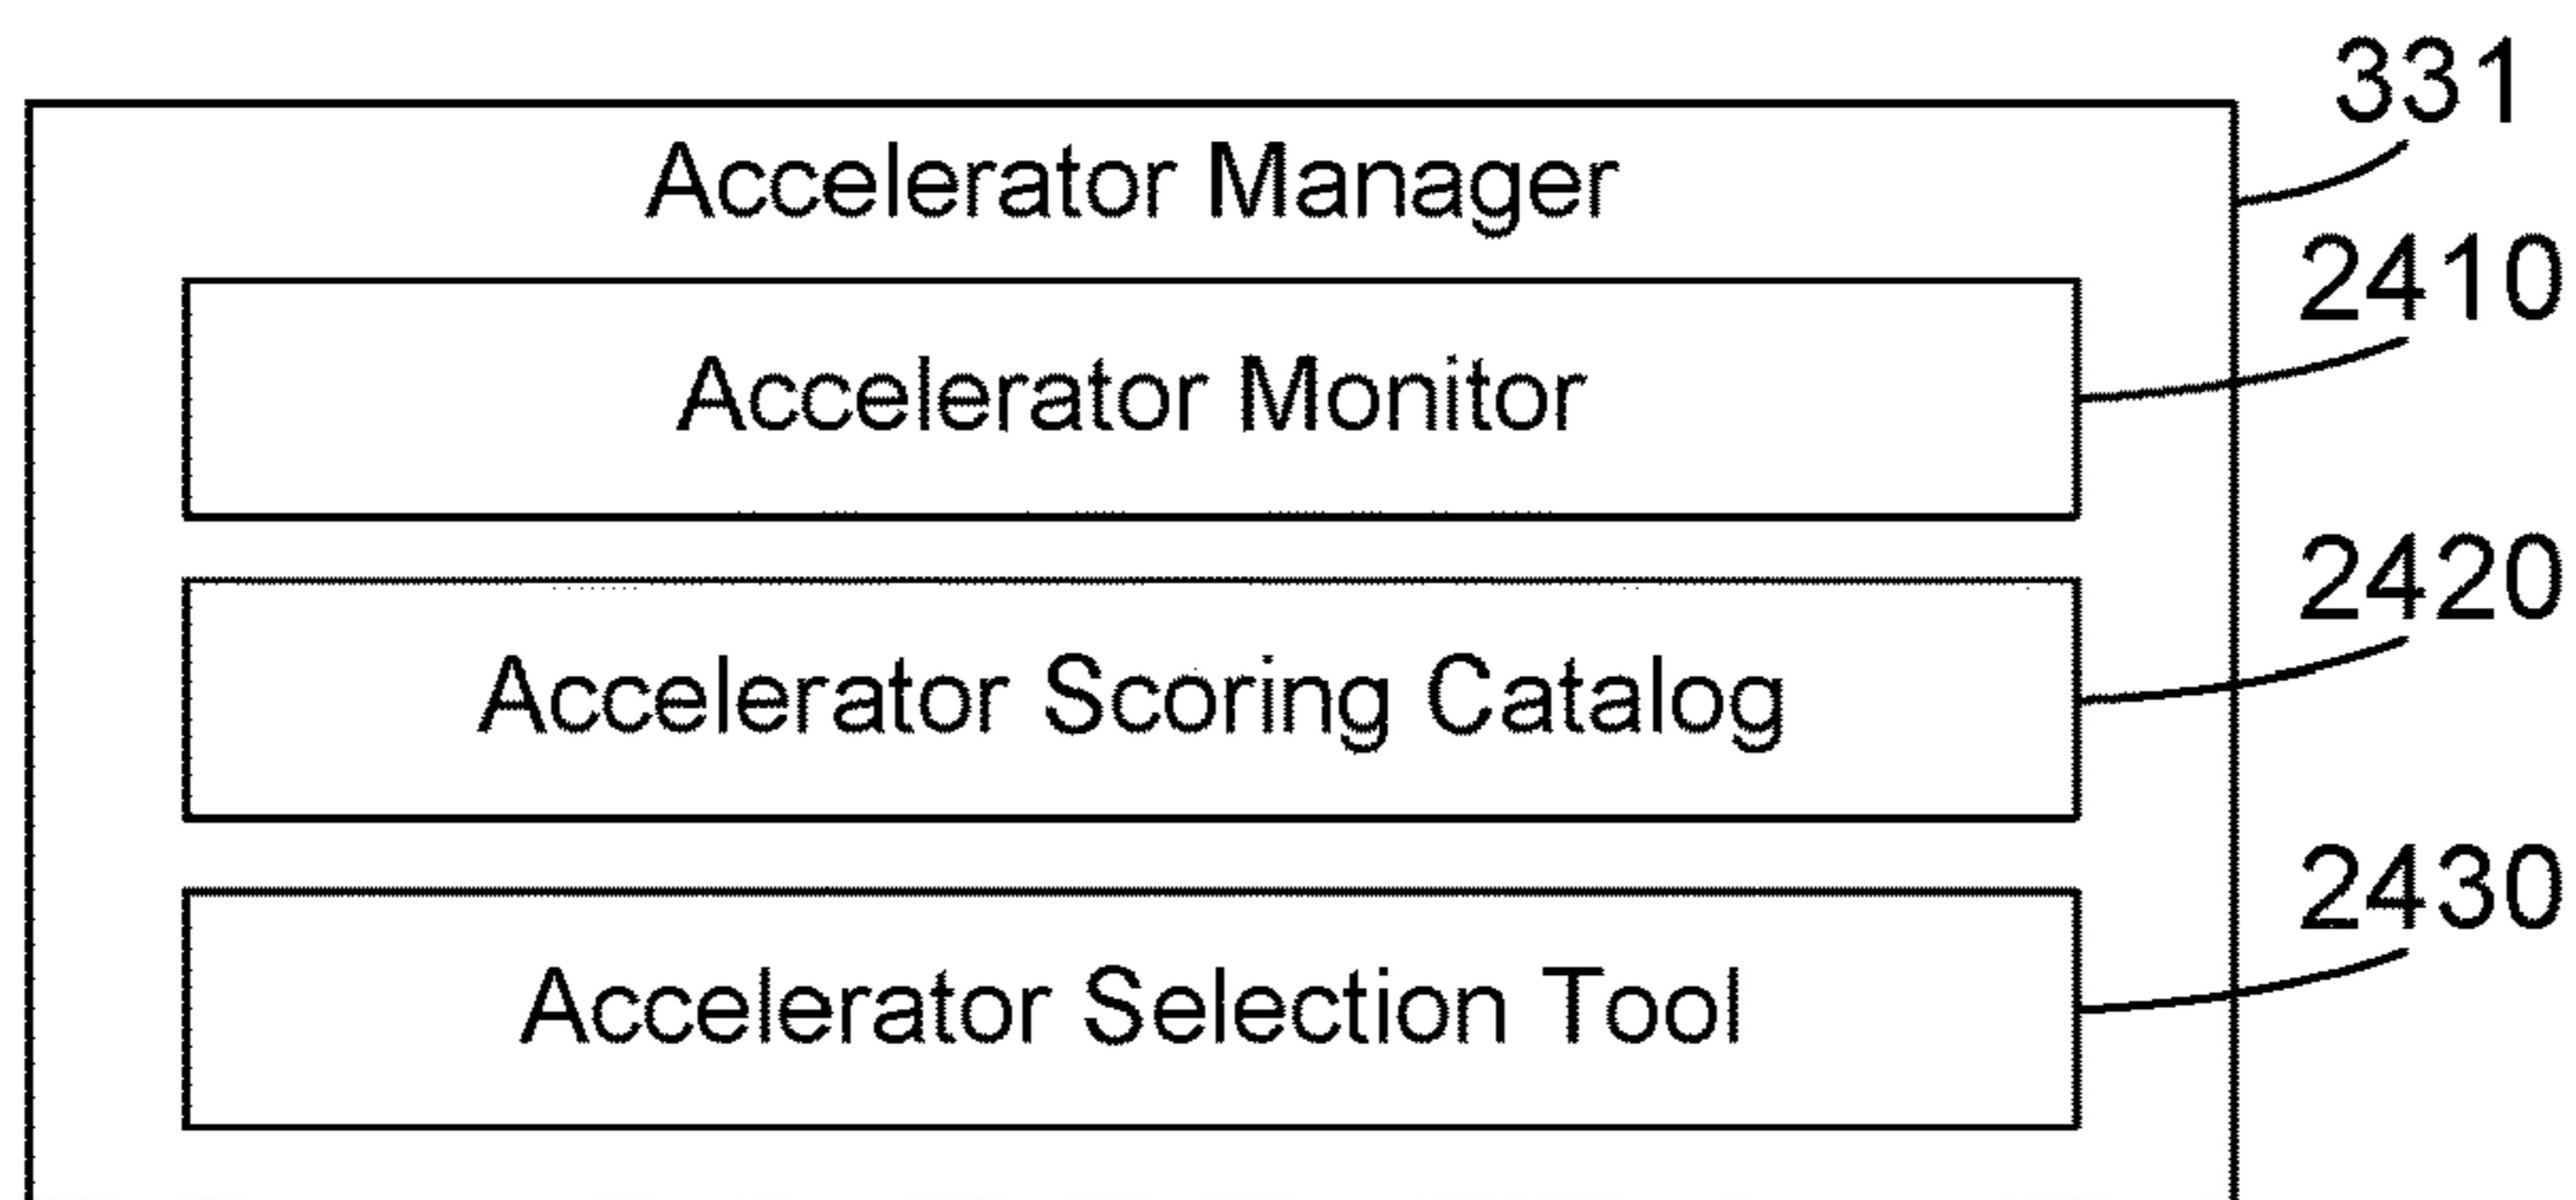 331
Accelerator Manager
2410
Accelerator Monitor
2420
Accelerator Scoring Catalog
2430
Accelerator Selection Tool